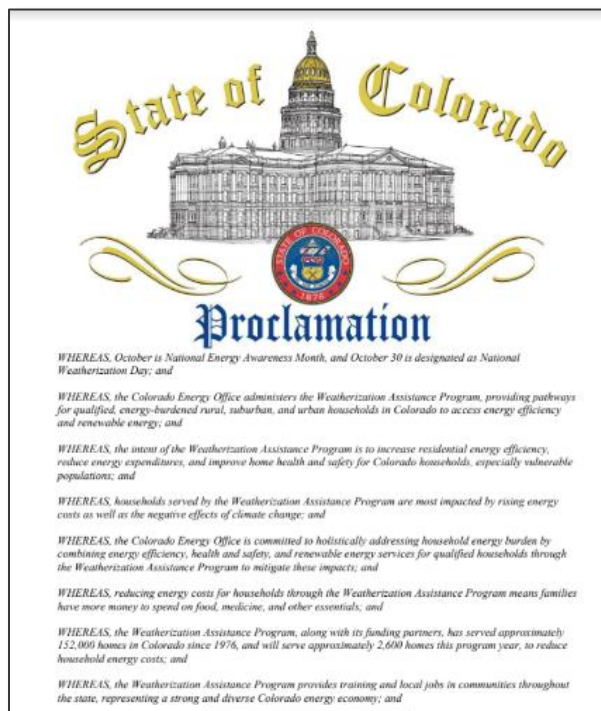 State of Colorado
STATE OF COLORADO
1876
Proclamation
WHEREAS, October is National Energy Awareness Month, and October 30 is designated as National
Weatherization Day; and
WHEREAS, the Colorado Energy Office administers the Weatherization Assistance Program, providing pathways
for qualified, energy-burdened rural, suburban, and urban households in Colorado to access energy efficiency
and renewable energy; and
WHEREAS, the intent of the Weatherization Assistance Program is to increase residential energy efficiency,
reduce energy expenditures, and improve home health and safety for Colorado households, especially vulnerable
populations; and
WHEREAS, households served by the Weatherization Assistance Program are most impacted by rising energy
costs as well as the negative effects of climate change; and
WHEREAS, the Colorado Energy Office is committed to holistically addressing household energy burden by
combining energy efficiency, health and safety, and renewable energy services for qualified households through
the Weatherization Assistance Program to mitigate these impacts; and
WHEREAS, reducing energy costs for households through the Weatherization Assistance Program means families
have more money to spend on food, medicine, and other essentials; and
WHEREAS, the Weatherization Assistance Program, along with its funding partners, has served approximately
152,000 homes in Colorado since 1976, and will serve approximately 2,600 homes this program year, to reduce
household energy costs; and
WHEREAS, the Weatherization Assistance Program provides training and local jobs in communities throughout
the state, representing a strong and diverse Colorado energy economy; and